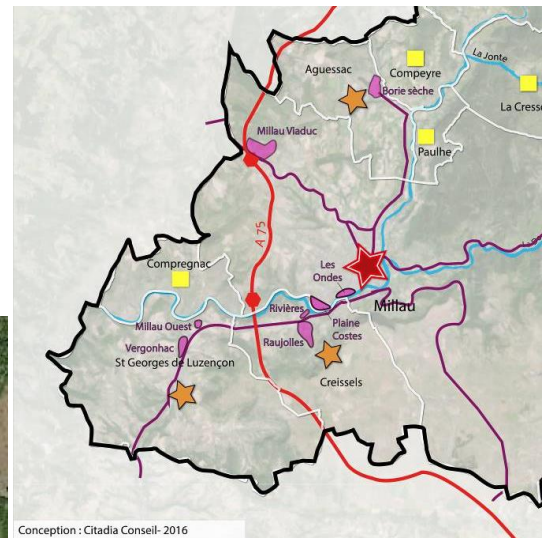 Aguessac
Compeyre
La Jonte
Borie sèche
La Cresse
Millau Viaduc
Paulhe
A 75
Compregnac
Les
Ondes
Rivières
Millau
Millau Ouest
Plaine
Costes
Vergonhac
Raujolles
St Georges de Luzençon
Creissels
Conception : Citadia Conseil- 2016